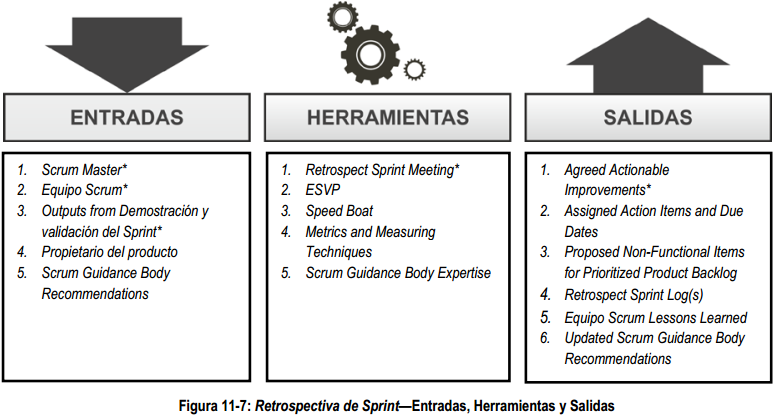 ENTRADAS
1. Scrum Master*
2. Equipo Scrum*
3. Outputs from Demostración y
validación del Sprint*
4. Propietario del producto
5. Scrum Guidance Body
Recommendations
HERRAMIENTAS
1. Retrospect Sprint Meeting*
2. ESVP
3. Speed Boat
4. Metrics and Measuring
Techniques
5. Scrum Guidance Body Expertise
SALIDAS
1. Agreed Actionable
Improvements*
2. Assigned Action Items and Due
Dates
3. Proposed Non-Functional Items
for Prioritized Product Backlog
4. Retrospect Sprint Log(s)
5. Equipo Scrum Lessons Learned
6. Updated Scrum Guidance Body
Recommendations
Figura 11-7: Retrospectiva de Sprint—Entradas, Herramientas y Salidas